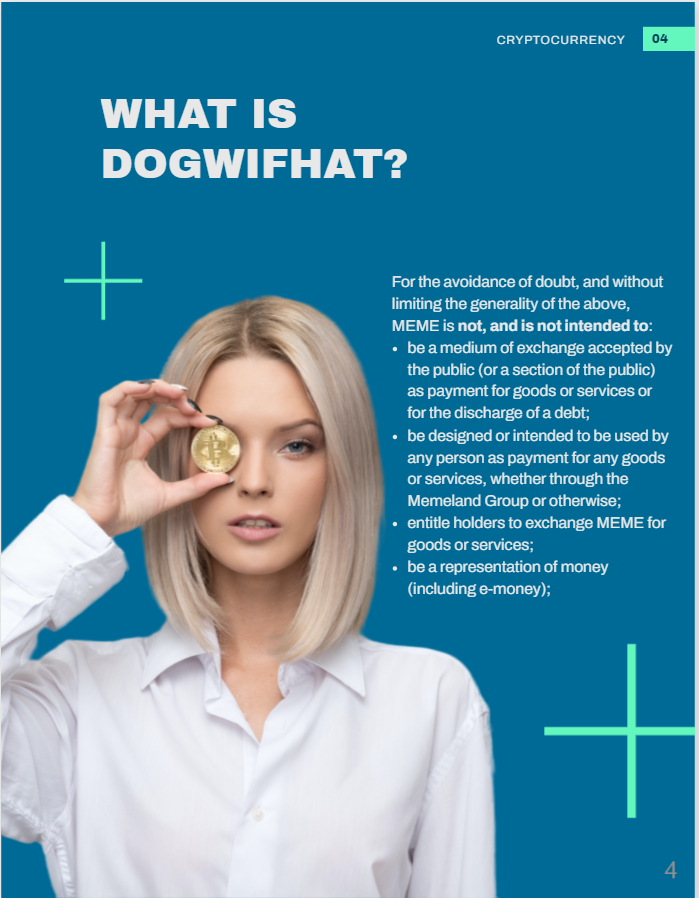 CRYPTOCURRENCY 04
WHAT IS
DOGWIFHAT?
For the avoidance of doubt, and without
limiting the generality of the above,
MEME is not, and is not intended to:
• be a medium of exchange accepted by
the public (or a section of the public)
as payment for goods or services or
for the discharge of a debt;
• be designed or intended to be used by
any person as payment for any goods
or services, whether through the
Memeland Group or otherwise;
• entitle holders to exchange MEME for
goods or services;
• be a representation of money
(including e-money);
4